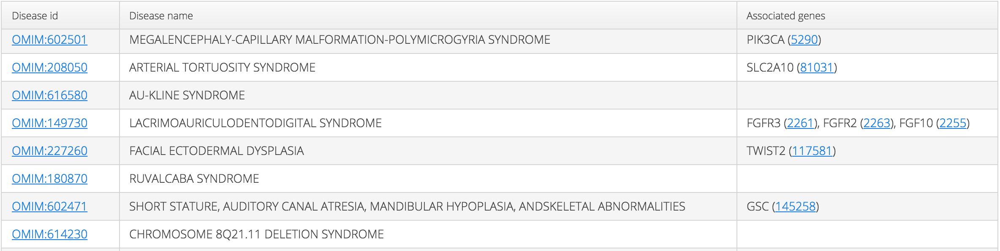 Disease id Disease name Associated genes
OMIM:602501 MEGALENCEPHALY-CAPILLARY MALFORMATION-POLYMICROGYRIA SYNDROME PIK3CA (5290)
OMIM:208050 ARTERIAL TORTUOSITY SYNDROME SLC2A10 (81031)
OMIM:616580 AU-KLINE SYNDROME
OMIM:149730 LACRIMOAURICULODENTODIGITAL SYNDROME FGFR3 (2261), FGFR2 (2263), FGF10 (2255)
OMIM:227260 FACIAL ECTODERMAL DYSPLASIA TWIST2 (117581)
OMIM:180870 RUVALCABA SYNDROME
OMIM:602471 SHORT STATURE, AUDITORY CANAL ATRESIA, MANDIBULAR HYPOPLASIA, ANDSKELETAL ABNORMALITIES GSC (145258)
OMIM:614230 CHROMOSOME 8Q21.11 DELETION SYNDROME